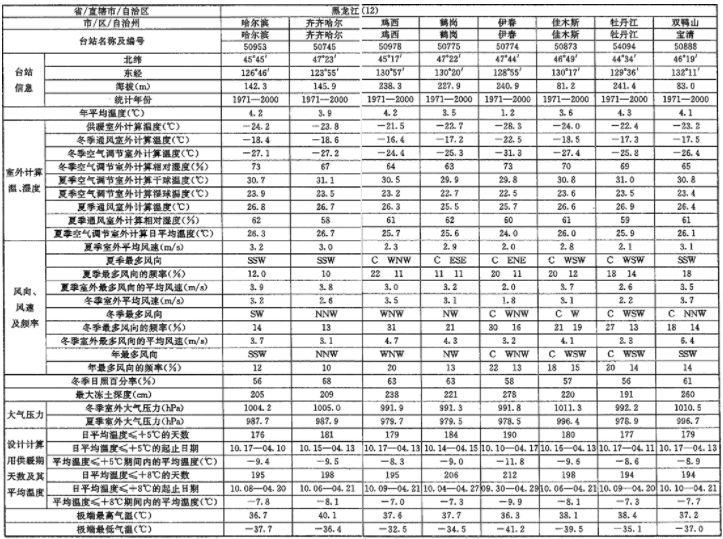 省/直辖市/自治区 黑龙江(12)
市/区/自治州 哈尔滨 齐齐哈尔 鸡西 鹤岗 伊春 佳木斯 牡丹江 双鸭山
台站名称及编号 哈尔滨 齐齐哈尔 鸡西 鹤岗 伊春 佳木斯 牡丹江 宝清
50953 50745 50978 50775 50774 50873 54094 50888
台站信息 北纬 45°45′ 47°23′ 45°17′ 47°22′ 47°44′ 46°49′ 44°34′ 46°19′
东经 126°46′ 123°55′ 130°57′ 130°20′ 128°55′ 130°17′ 129°36′ 132°11′
海拔(m) 142.3 145.9 238.3 227.9 240.9 81.2 241.4 83.0
统计年份 1971—2000 1971—2000 1971—2000 1971—2000 1971—2000 1971—2000 1971—2000 1971—2000
年平均温度(℃) 4.2 3.9 4.2 3.5 1.2 3.6 4.3 4.1
室外计算温、湿度 供暖室外计算温度(℃) −24.2 −23.8 −21.5 −22.7 −28.3 −24.0 −22.4 −23.2
冬季通风室外计算温度(℃) −18.4 −18.6 −16.4 −17.2 −22.5 −18.5 −17.3 −17.5
冬季空气调节室外计算温度(℃) −27.1 −27.2 −24.4 −25.3 −31.3 −27.4 −25.8 −26.4
冬季空气调节室外计算相对湿度(%) 73 67 64 63 73 70 69 65
夏季空气调节室外计算干球温度(℃) 30.7 31.1 30.5 29.9 29.8 30.8 31.0 30.8
夏季空气调节室外计算湿球温度(℃) 23.9 23.5 23.2 22.7 22.5 23.6 23.5 23.4
夏季通风室外计算温度(℃) 26.8 26.7 26.3 25.5 25.7 26.6 26.9 26.4
夏季通风室外计算相对湿度(%) 62 58 61 62 60 61 59 61
夏季空气调节室外计算日平均温度(℃) 26.3 26.7 25.7 25.6 24.0 26.0 25.9 26.1
风向、风速及频率 夏季室外平均风速(m/s) 3.2 3.0 2.3 2.9 2.0 2.8 2.1 3.1
夏季最多风向 SSW SSW C WNW C ESE C ENE C WSW C WSW SSW
夏季最多风向的频率(%) 12.0 10 22 11 11 11 20 11 20 12 18 14 18
夏季室外最多风向的平均风速(m/s) 3.9 3.8 3.0 3.2 2.0 3.7 2.6 3.5
冬季室外平均风速(m/s) 3.2 2.6 3.5 3.1 1.8 3.1 2.2 3.7
冬季最多风向 SW NNW WNW NW C WNW C W C WSW C NNW
冬季最多风向的频率(%) 14 13 31 21 30 16 21 19 27 13 18 14
冬季室外最多风向的平均风速(m/s) 3.7 3.1 4.7 4.3 3.2 4.1 2.3 6.4
年最多风向 SSW NNW WNW NW C WNW C WSW C WSW SSW
年最多风向的频率(%) 12 10 20 13 22 13 18 15 20 14 14
冬季日照百分率(%) 56 68 63 63 58 57 56 61
最大冻土深度(cm) 205 209 238 221 278 220 191 260
大气压力 冬季室外大气压力(hPa) 1004.2 1005.0 991.9 991.3 991.8 1011.3 992.2 1010.5
夏季室外大气压力(hPa) 987.7 987.9 979.7 979.5 978.5 996.4 978.9 996.7
设计计算用供暖期天数及其平均温度 日平均温度≤+5℃的天数 176 181 179 184 190 180 177 179
日平均温度≤+5℃的起止日期 10.17—04.10 10.15—04.13 10.17—04.13 10.14—04.15 10.10—04.17 10.16—04.13 10.17—04.11 10.17—04.13
平均温度≤+5℃期间内的平均温度(℃) −9.4 −9.5 −8.3 −9.0 −11.8 −9.6 −8.6 −8.9
日平均温度≤+8℃的天数 195 198 195 206 212 198 194 194
日平均温度≤+8℃的起止日期 10.08—04.20 10.06—04.21 10.09—04.21 10.04—04.27 09.30—04.29 10.06—04.21 10.09—04.20 10.10—04.21
平均温度≤+8℃期间内的平均温度(℃) −7.8 −8.1 −7.0 −7.3 −9.9 −8.1 −7.3 −7.7
极端最高气温(℃) 36.7 40.1 37.6 37.7 36.3 38.1 38.4 37.2
极端最低气温(℃) −37.7 −36.4 −32.5 −34.5 −41.2 −39.5 −35.1 −37.0